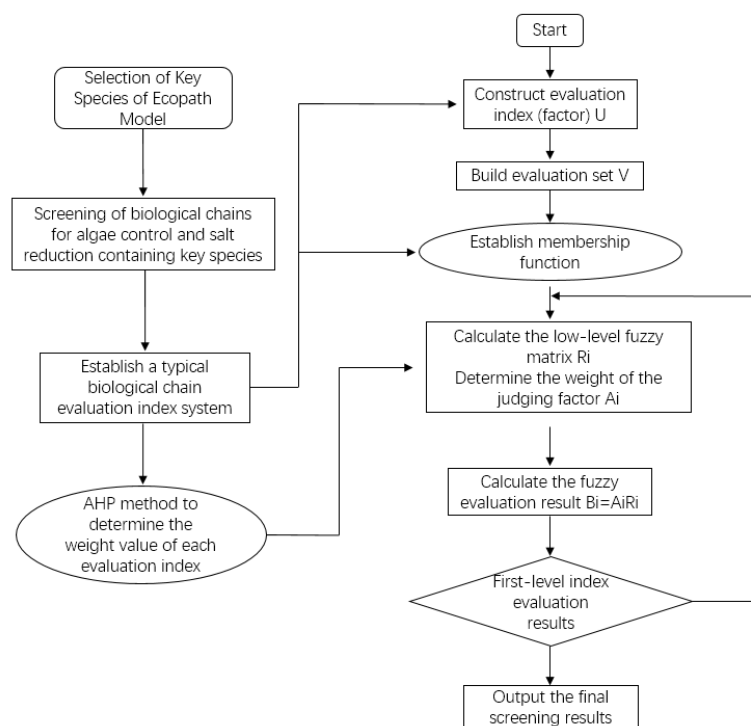 Start
Selection of Key
Species of Ecopath
Model
Construct evaluation
index (factor) U
Build evaluation set V
Screening of biological chains
for algae control and salt
reduction containing key species
Establish membership
function
Calculate the low-level fuzzy
matrix Ri
Determine the weight of the
judging factor Ai
Establish a typical
biological chain
evaluation index system
AHP method to
determine the
weight value of each
evaluation index
Calculate the fuzzy
evaluation result Bi=AiRi
First-level index
evaluation
results
Output the final
screening results